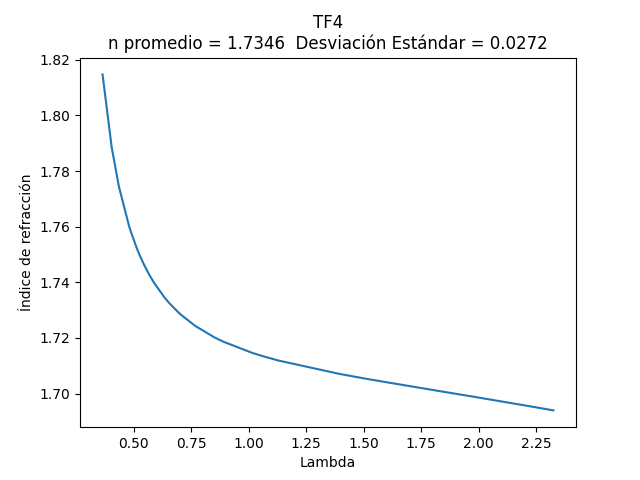 TF4
n promedio = 1.7346  Desviación Estándar = 0.0272
1.82
1.80
1.78
1.76
1.74
1.72
1.70
Índice de refracción
0.50 0.75 1.00 1.25 1.50 1.75 2.00 2.25
Lambda